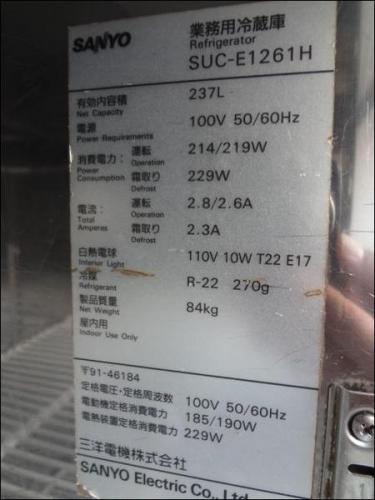 SANYO 業務用冷蔵庫
Refrigerator
SUC-E1261H
有効内容積 237L
Net Capacity
電源 100V 50/60Hz
Power Requirements
消費電力: 運転 214/219W
Power Operation
Consumption 霜取り 229W
Defrost
電流: 運転 2.8/2.6A
Total Operation
Amperes 霜取り 2.3A
Defrost
白熱電球 110V 10W T22 E17
Interior Light
冷媒 R-22 270g
Refrigerant
製品質量 84kg
Net Weight
屋内用
Indoor Use Only
〒91-46184
定格電圧・定格周波数 100V 50/60Hz
電動機定格消費電力 185/190W
電熱装置定格消費電力 229W
三洋電機株式会社
SANYO Electric Co., Ltd